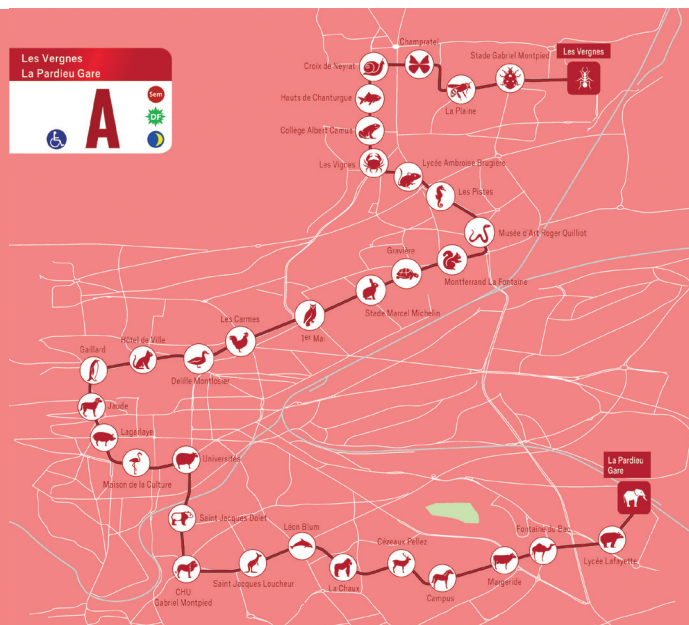 Les Vergnes
La Pardieu Gare
A
Sem
DF
Champratel
Stade Gabriel Montpied
Les Vergnes
Croix de Neyrat
La Plaine
Hauts de Chanturgue
Collège Albert Camus
Les Vignes
Lycée Ambroise Brugière
Les Pistes
Musée d'Art Roger Quilliot
Gravière
Montferrand La Fontaine
Stade Marcel Michelin
1er Mai
Les Carmes
Hôtel de Ville
Delille Montlosier
Gaillard
Jaude
Lagarlaye
Maison de la Culture
Universités
Saint Jacques Dolet
CHU
Gabriel Montpied
Saint Jacques Loucheur
Léon Blum
La Chaux
Cézeaux Pellez
Campus
Margeride
Fontaine du Bac
Lycée Lafayette
La Pardieu
Gare